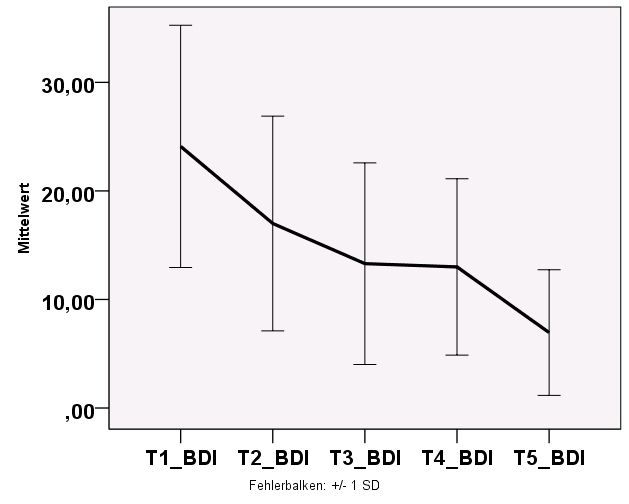 Mittelwert
30,00
20,00
10,00
,00
T1_BDI T2_BDI T3_BDI T4_BDI T5_BDI
Fehlerbalken: +/- 1 SD